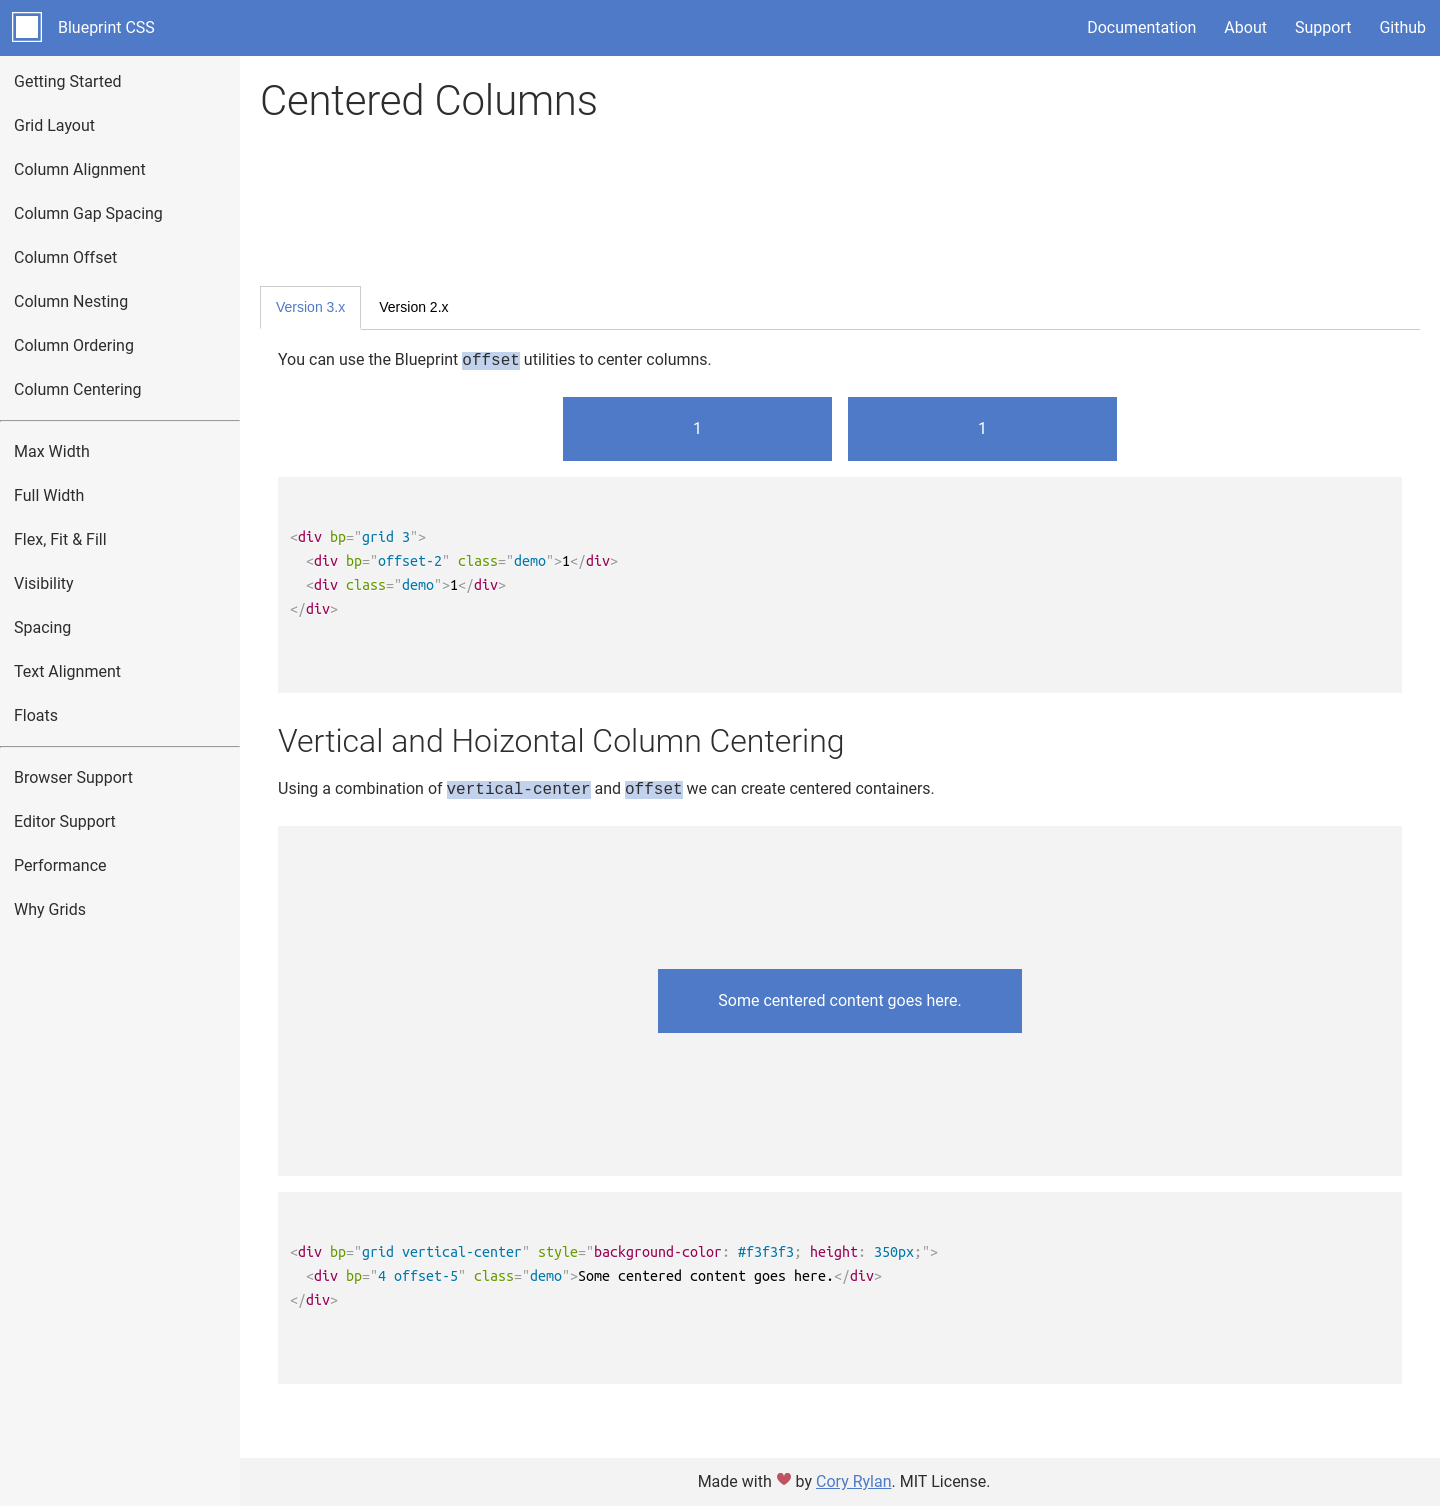 Blueprint CSS
Documentation About Support Github
Getting Started
Grid Layout
Column Alignment
Column Gap Spacing
Column Offset
Column Nesting
Column Ordering
Column Centering
Max Width
Full Width
Flex, Fit & Fill
Visibility
Spacing
Text Alignment
Floats
Browser Support
Editor Support
Performance
Why Grids
Centered Columns
Version 3.x Version 2.x
You can use the Blueprint offset utilities to center columns.
1 1
<div bp="grid 3">
  <div bp="offset-2" class="demo">1</div>
  <div class="demo">1</div>
</div>
Vertical and Hoizontal Column Centering
Using a combination of vertical-center and offset we can create centered containers.
Some centered content goes here.
<div bp="grid vertical-center" style="background-color: #f3f3f3; height: 350px;">
  <div bp="4 offset-5" class="demo">Some centered content goes here.</div>
</div>
Made with ♥ by Cory Rylan. MIT License.